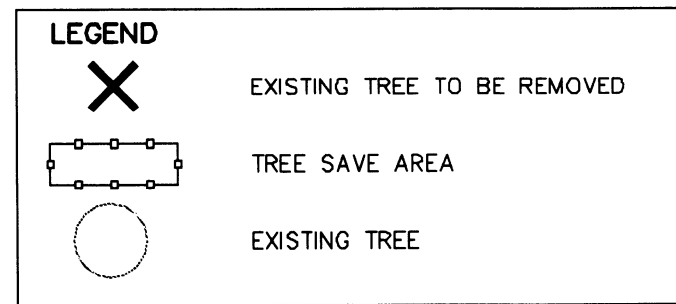 LEGEND
EXISTING TREE TO BE REMOVED
TREE SAVE AREA
EXISTING TREE